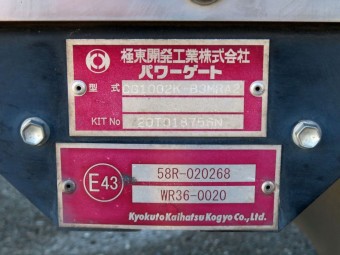 極東開発工業株式会社
パワーゲート
型式
KIT No
E43
58R-020268
WR36-0020
Kyokuto Kaihatsu Kogyo Co., Ltd.